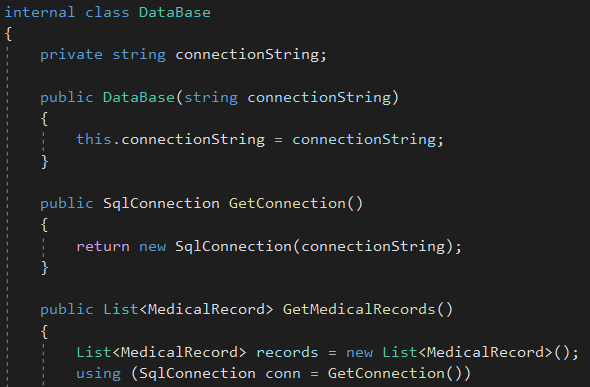 internal class DataBase
{
private string connectionString;
public DataBase(string connectionString)
{
this.connectionString = connectionString;
}
public SqlConnection GetConnection()
{
return new SqlConnection(connectionString);
}
public List<MedicalRecord> GetMedicalRecords()
{
List<MedicalRecord> records = new List<MedicalRecord>();
using (SqlConnection conn = GetConnection())